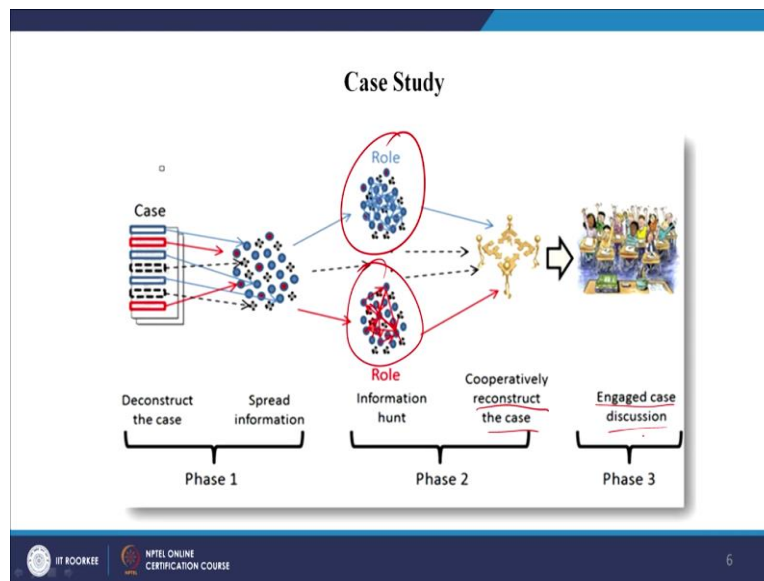 Case Study
Role
Case
Role
Deconstruct
the case
Spread
information
Information
hunt
Cooperatively
reconstruct
the case
Engaged case
discussion
Phase 1
Phase 2
Phase 3
IIT ROORKEE
NPTEL ONLINE
CERTIFICATION COURSE
6